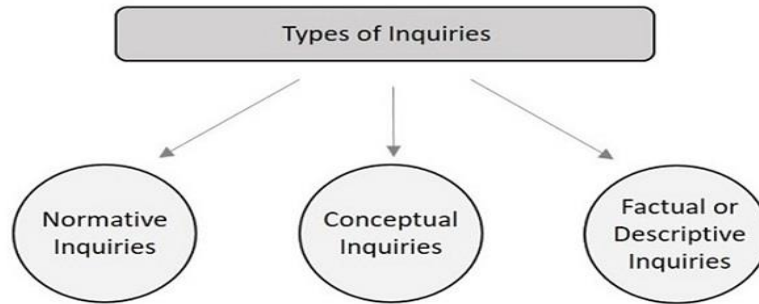 Types of Inquiries
Normative
Inquiries
Conceptual
Inquiries
Factual or
Descriptive
Inquiries